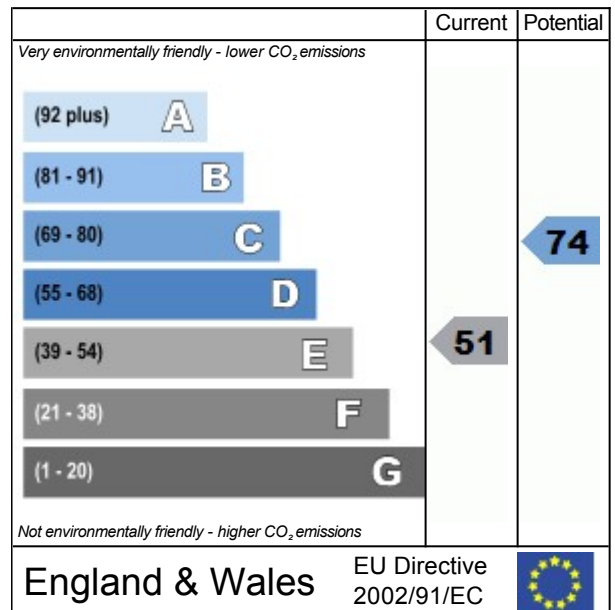 Current Potential
Very environmentally friendly - lower CO₂ emissions
(92 plus) A
(81 - 91) B
(69 - 80) C
74
(55 - 68) D
(39 - 54) E
51
(21 - 38) F
(1 - 20) G
Not environmentally friendly - higher CO₂ emissions
England & Wales
EU Directive
2002/91/EC